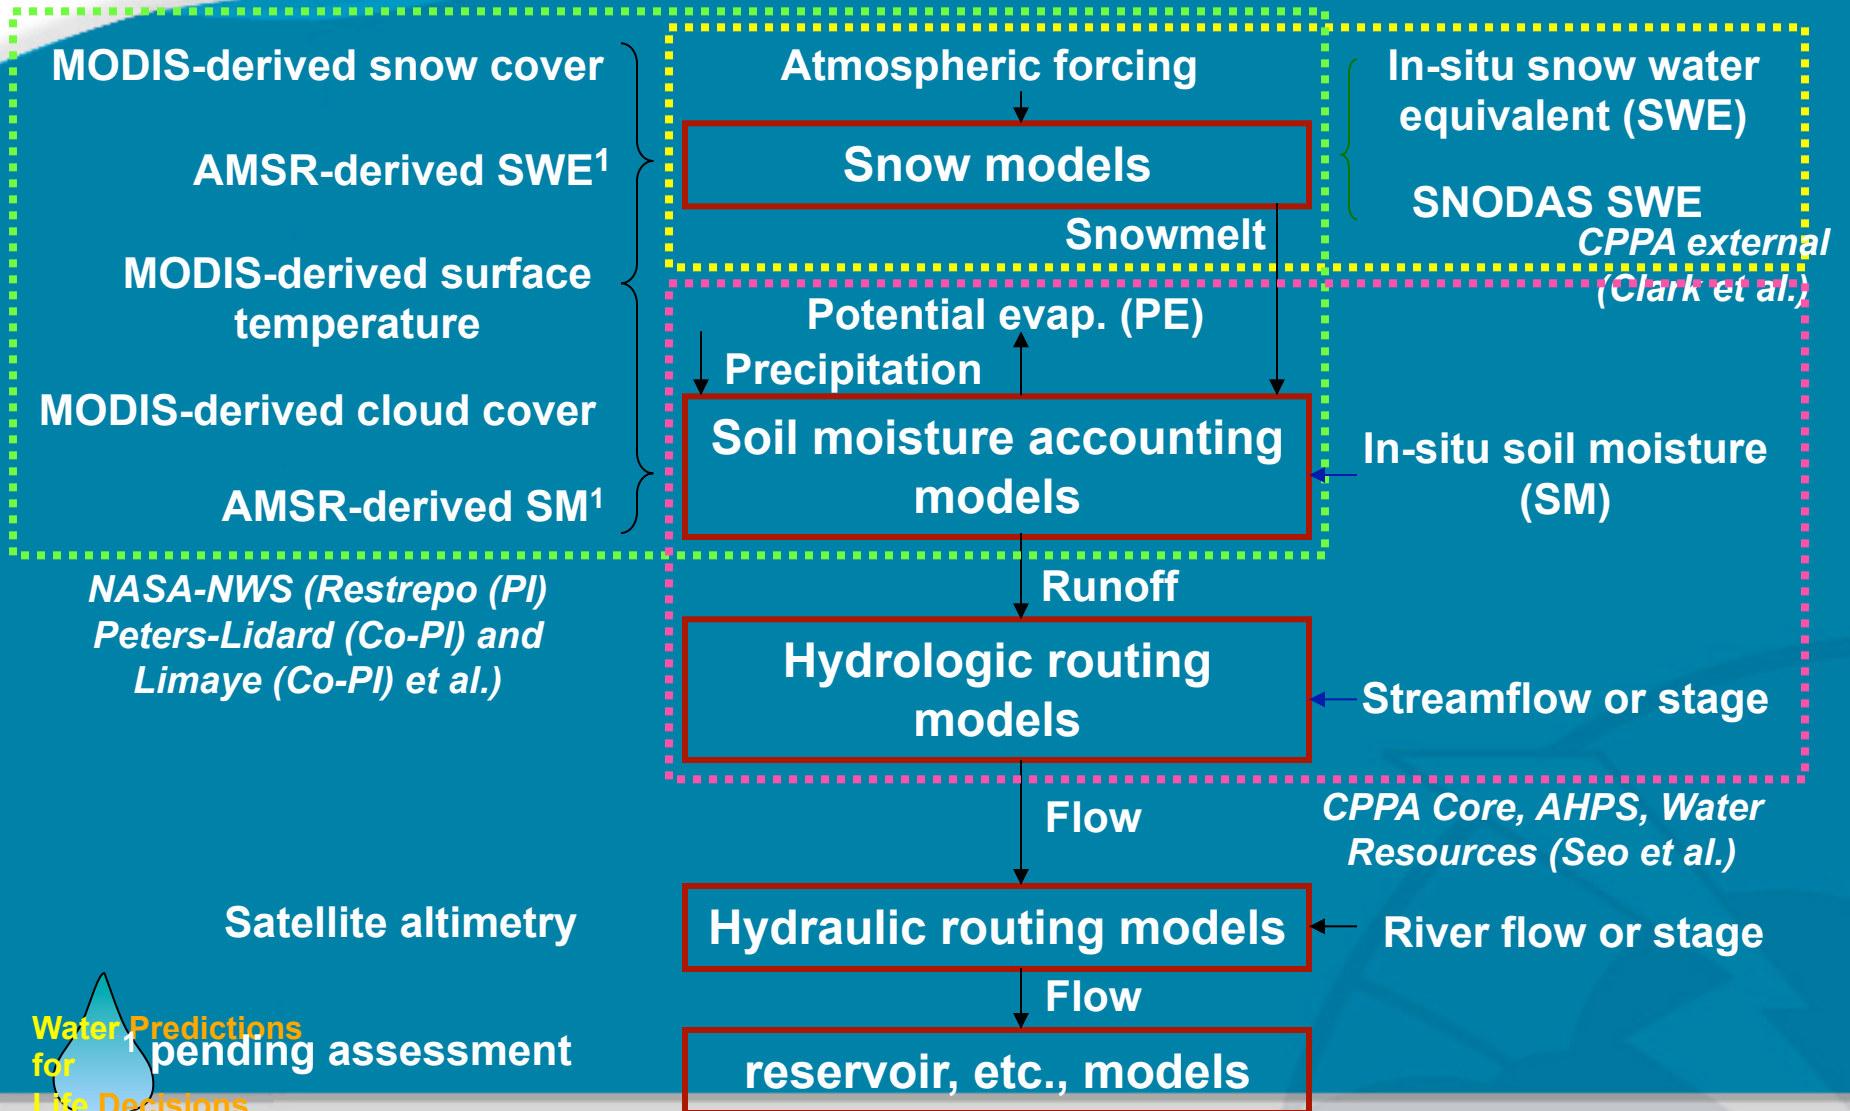 MODIS-derived snow cover
AMSR-derived SWE¹
MODIS-derived surface
temperature
MODIS-derived cloud cover
AMSR-derived SM¹
NASA-NWS (Restrepo (PI)
Peters-Lidard (Co-PI) and
Limaye (Co-PI) et al.)
Atmospheric forcing
Snow models
Snowmelt
Potential evap. (PE)
Precipitation
Soil moisture accounting
models
Runoff
Hydrologic routing
models
Flow
Hydraulic routing models
Flow
reservoir, etc., models
In-situ snow water
equivalent (SWE)
SNODAS SWE
CPPA external
(Clark et al.)
In-situ soil moisture
(SM)
Streamflow or stage
CPPA Core, AHPS, Water
Resources (Seo et al.)
River flow or stage
Satellite altimetry
¹ pending assessment
Water Predictions
for
Life Decisions